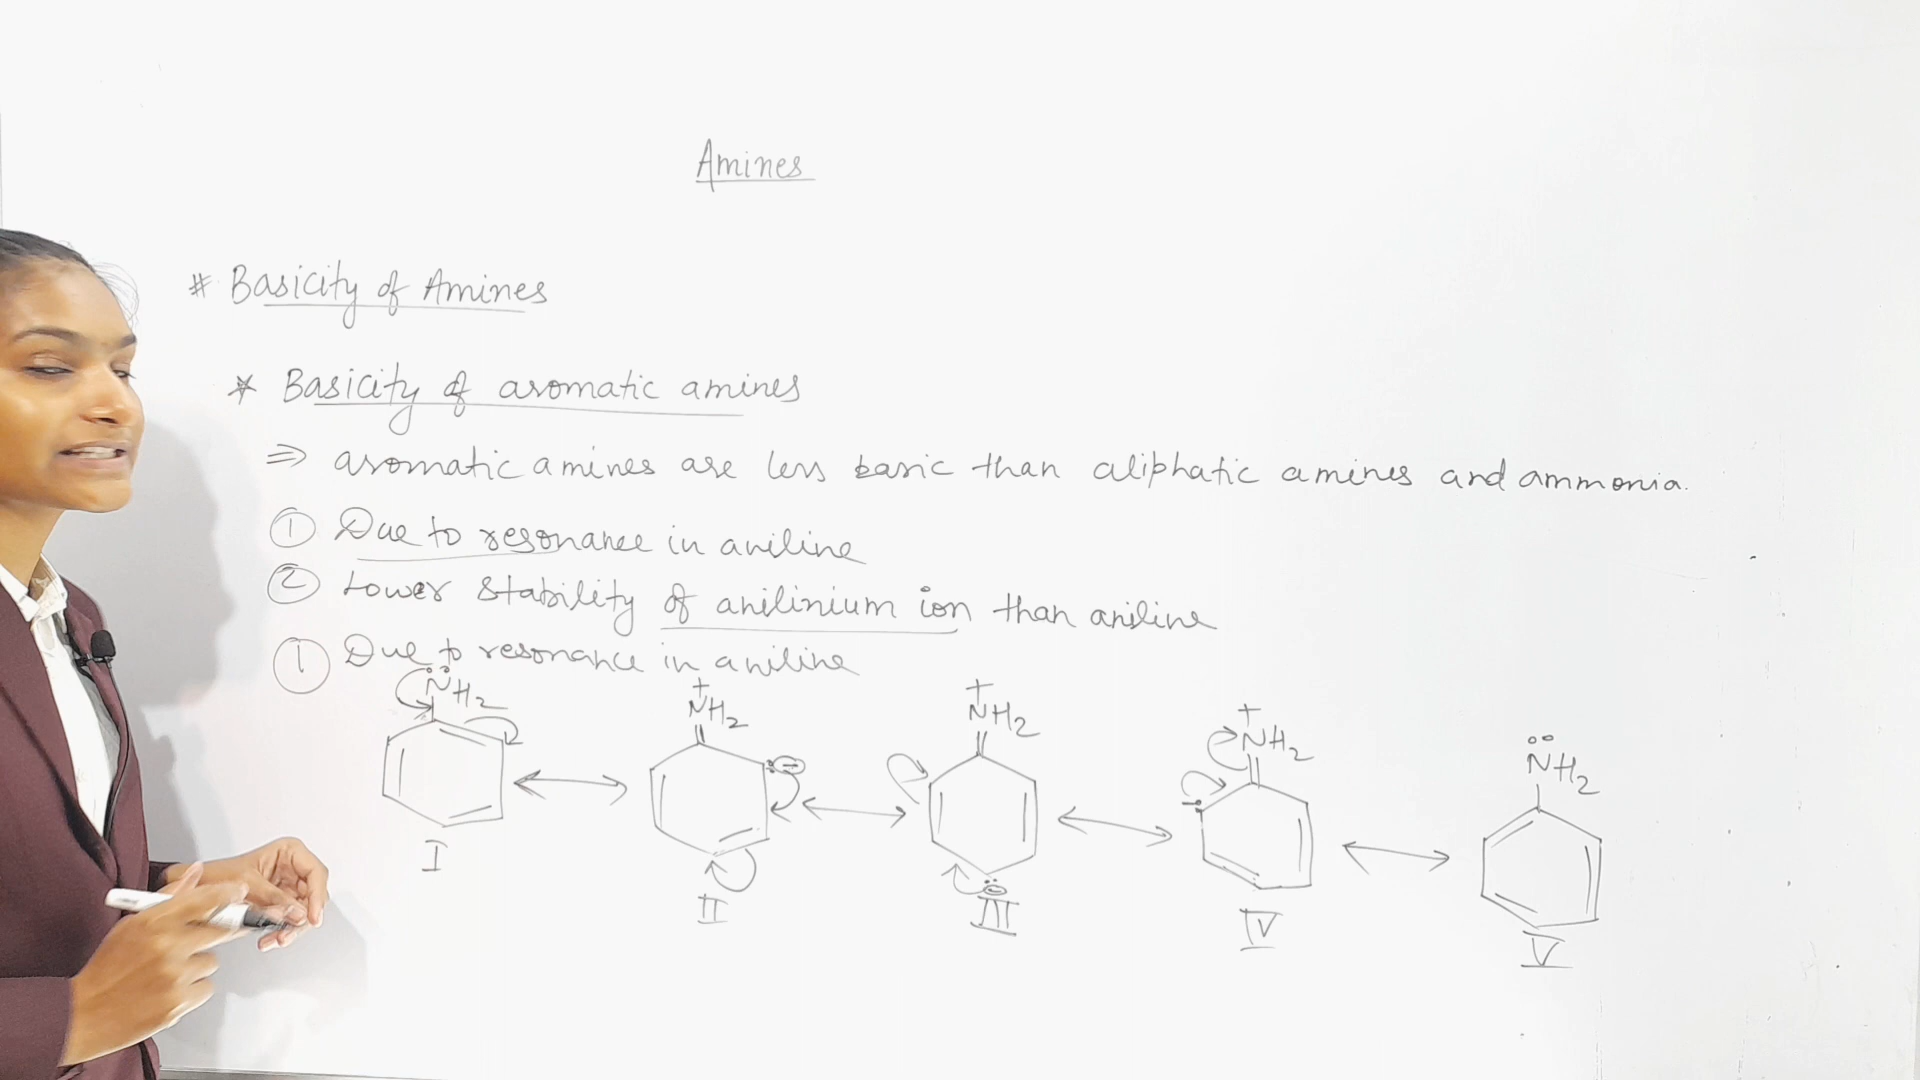 Amines
# Basicity of Amines
* Basicity of aromatic amines
⇒ aromatic amines are less basic than aliphatic amines and ammonia.
① Due to resonance in aniline
② Lower stability of anilinium ion than aniline
① Due to resonance in aniline
N̈H2 +NH2 +NH2 +NH2 N̈H2
I II III IV V